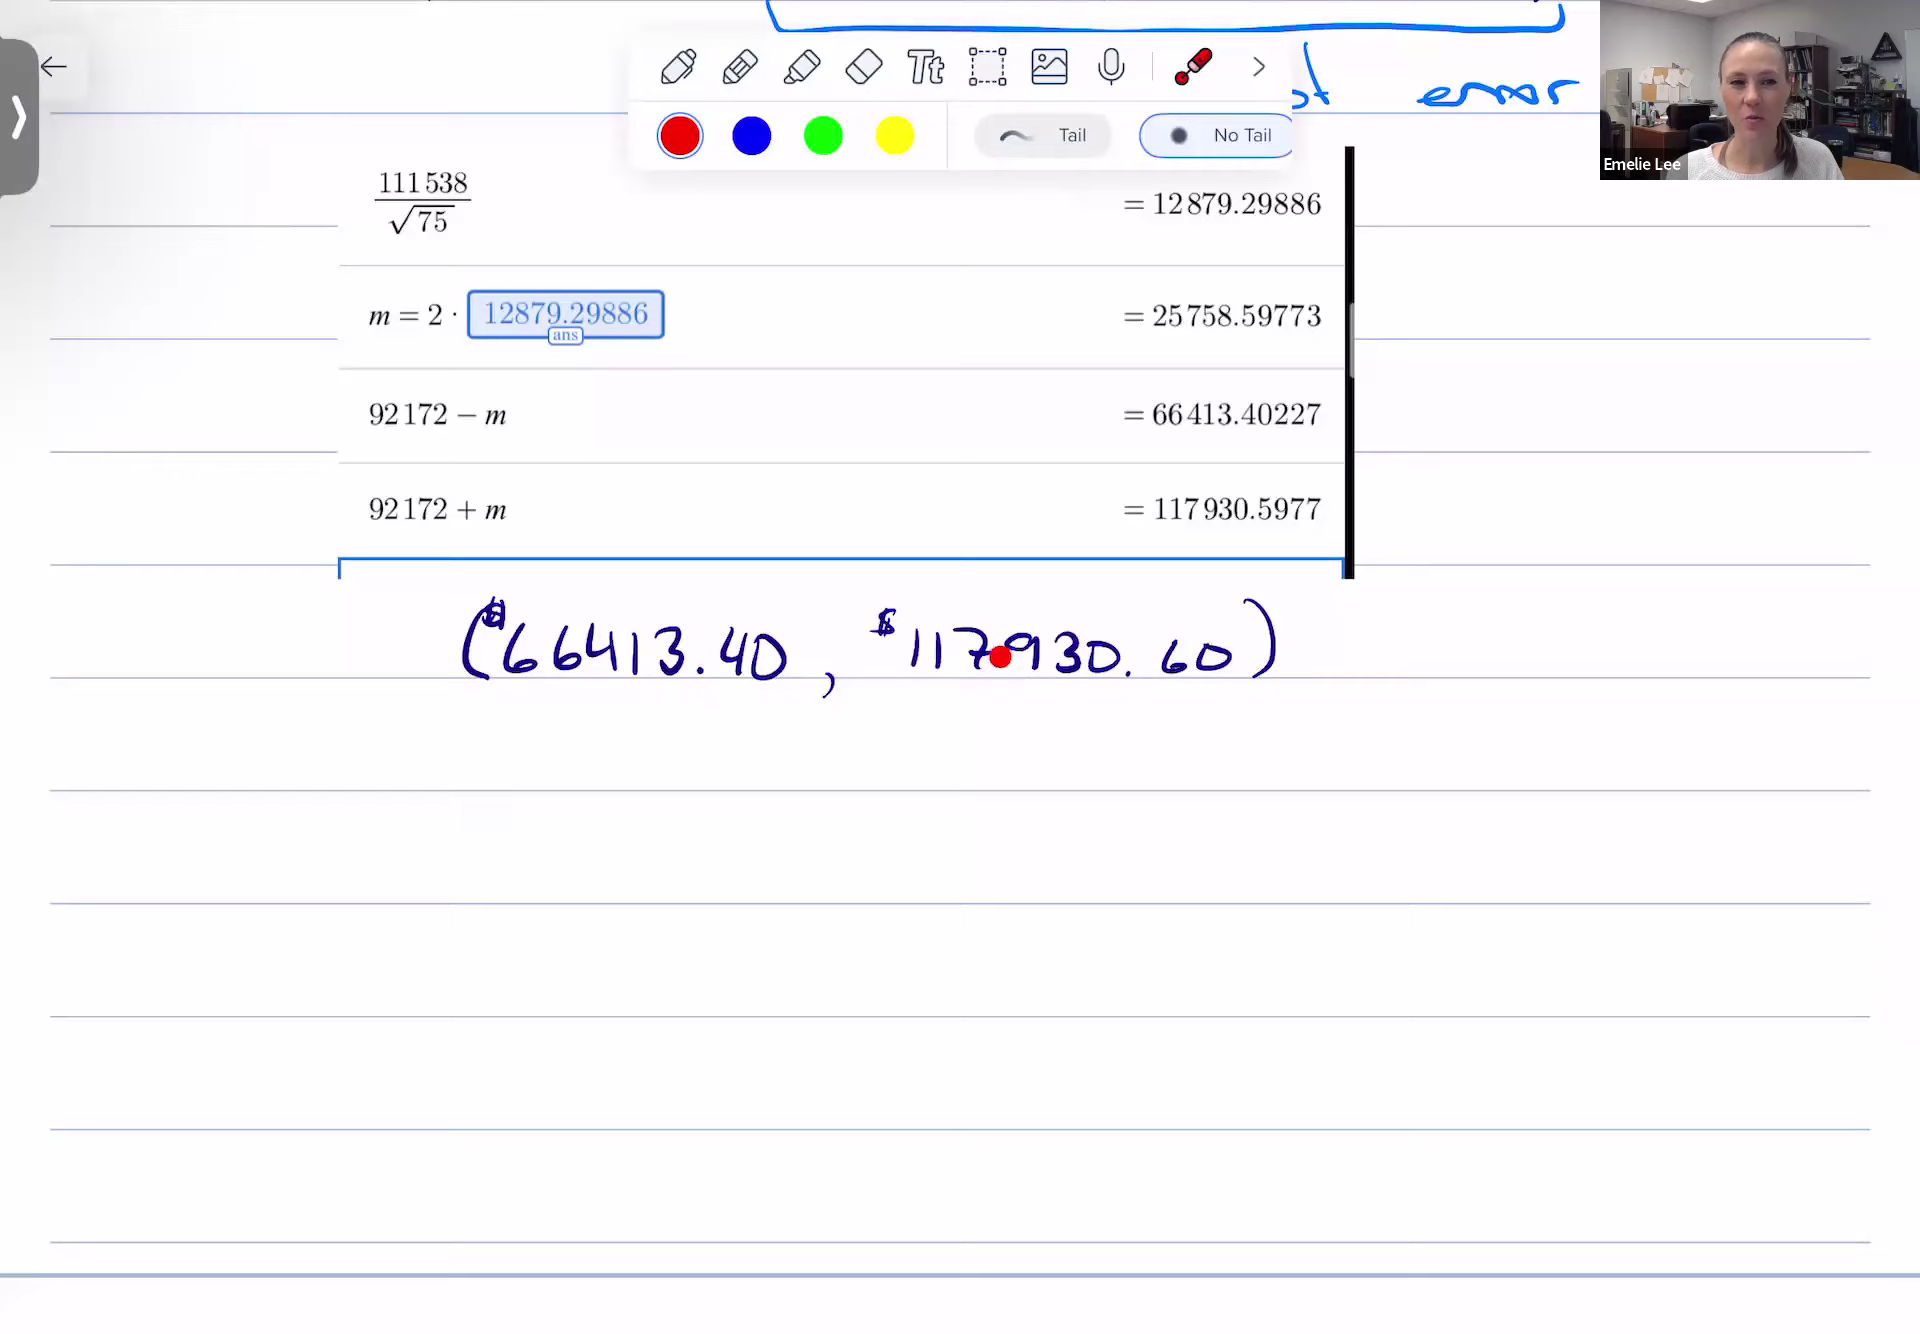 error
Tt
Tail No Tail
Emelie Lee
111538
√75
= 12879.29886
m = 2 · 12879.29886
ans
= 25758.59773
92172 − m = 66413.40227
92172 + m = 117930.5977
($66413.40 , $117930.60)